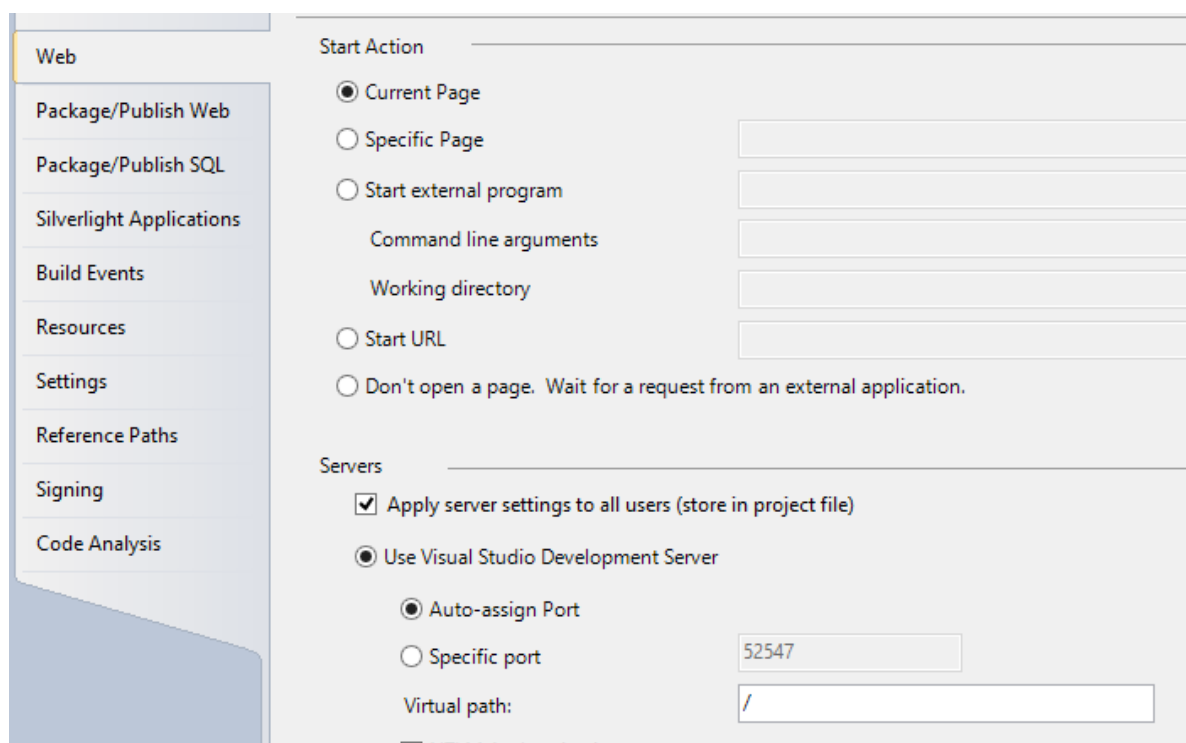 Web
Package/Publish Web
Package/Publish SQL
Silverlight Applications
Build Events
Resources
Settings
Reference Paths
Signing
Code Analysis
Start Action
Current Page
Specific Page
Start external program
Command line arguments
Working directory
Start URL
Don't open a page.  Wait for a request from an external application.
Servers
Apply server settings to all users (store in project file)
Use Visual Studio Development Server
Auto-assign Port
Specific port 52547
Virtual path: /